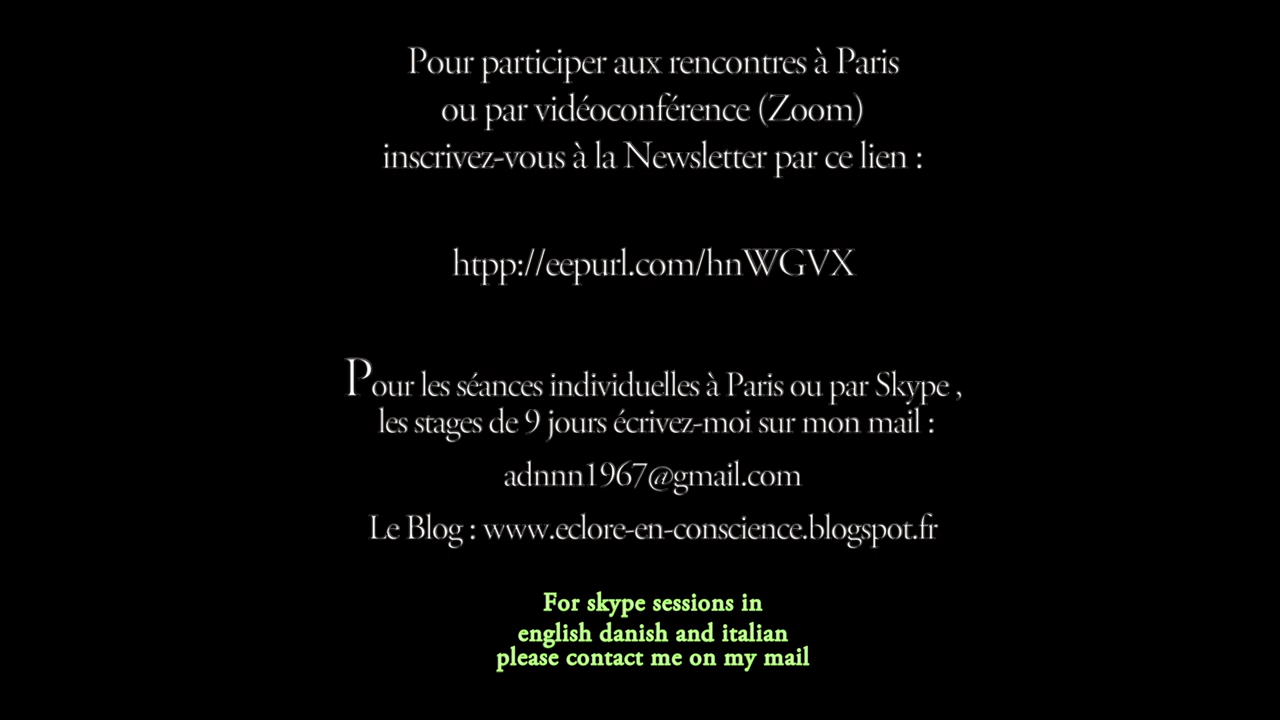 Pour participer aux rencontres à Paris
ou par vidéoconférence (Zoom)
inscrivez-vous à la Newsletter par ce lien :
htpp://eepurl.com/hnWGVX
Pour les séances individuelles à Paris ou par Skype ,
les stages de 9 jours écrivez-moi sur mon mail :
adnnn1967@gmail.com
Le Blog : www.eclore-en-conscience.blogspot.fr
For skype sessions in
english danish and italian
please contact me on my mail